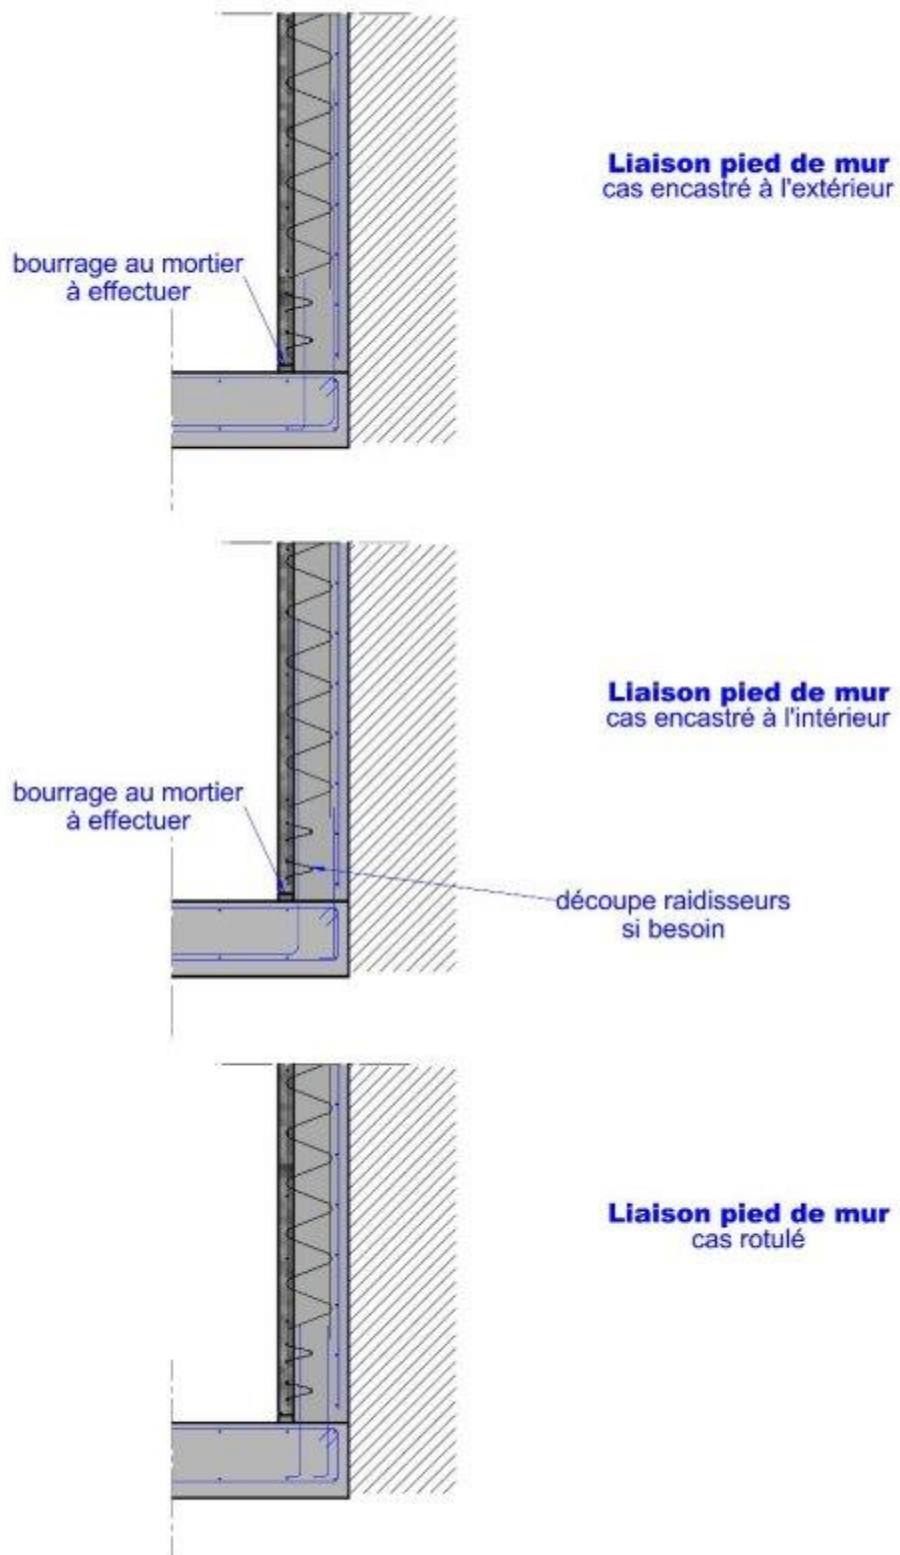 Liaison pied de mur
cas encastré à l'extérieur
bourrage au mortier
à effectuer
Liaison pied de mur
cas encastré à l'intérieur
bourrage au mortier
à effectuer
découpe raidisseurs
si besoin
Liaison pied de mur
cas rotulé